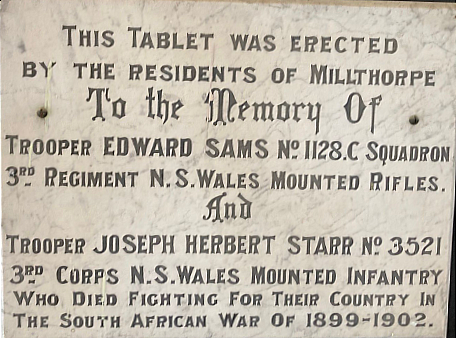 THIS TABLET WAS ERECTED
BY THE RESIDENTS OF MILLTHORPE
To the Memory Of
TROOPER EDWARD SAMS No. 1128. C SQUADRON
3RD REGIMENT N.S. WALES MOUNTED RIFLES.
And
TROOPER JOSEPH HERBERT STARR No. 3521
3RD CORPS N.S. WALES MOUNTED INFANTRY
WHO DIED FIGHTING FOR THEIR COUNTRY IN
THE SOUTH AFRICAN WAR OF 1899-1902.